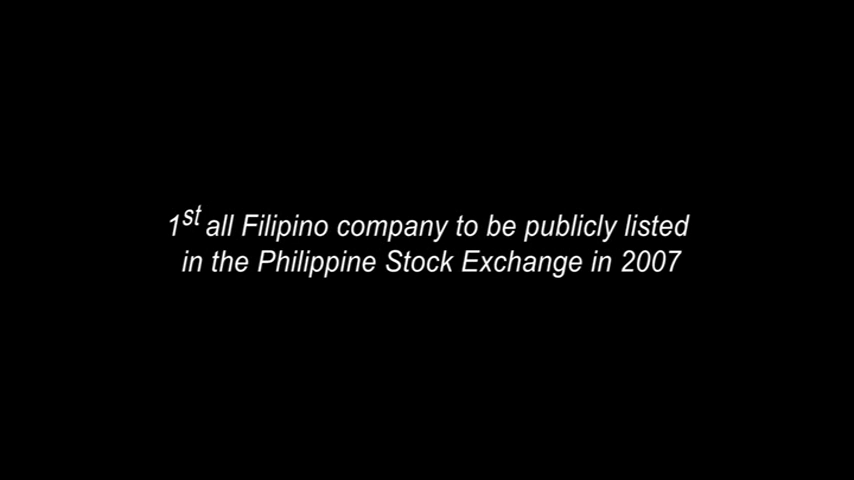 1st all Filipino company to be publicly listed
in the Philippine Stock Exchange in 2007